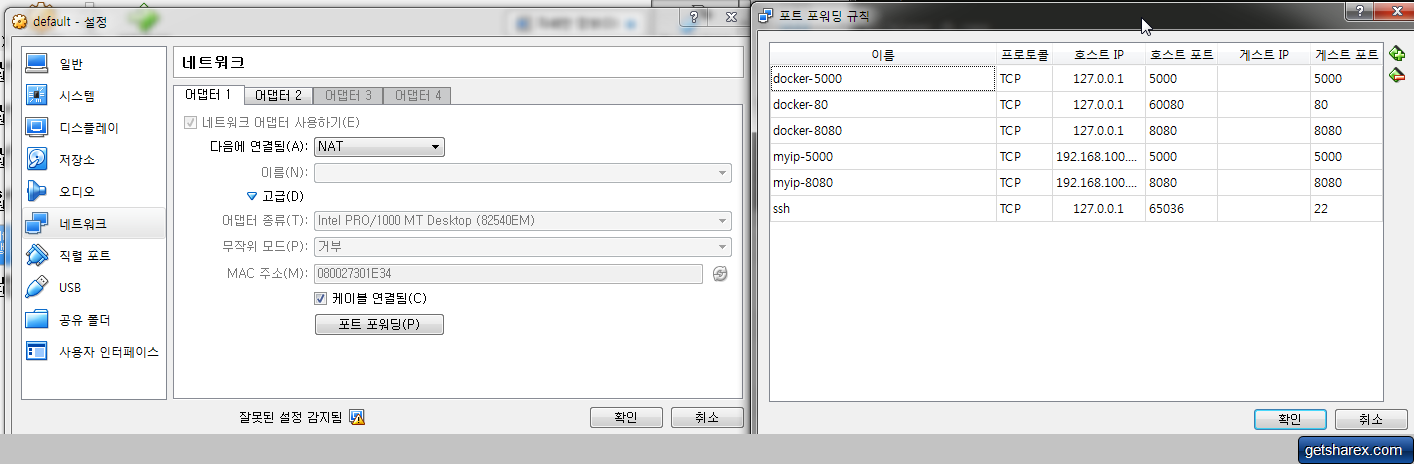 default - 설정
일반
시스템
디스플레이
저장소
오디오
네트워크
직렬 포트
USB
공유 폴더
사용자 인터페이스
네트워크
어댑터 1 어댑터 2 어댑터 3 어댑터 4
네트워크 어댑터 사용하기(E)
다음에 연결됨(A): NAT
이름(N):
고급(D)
어댑터 종류(T): Intel PRO/1000 MT Desktop (82540EM)
무작위 모드(P): 거부
MAC 주소(M): 080027301E34
케이블 연결됨(C)
포트 포워딩(P)
잘못된 설정 감지됨 확인 취소
포트 포워딩 규칙
이름 프로토콜 호스트 IP 호스트 포트 게스트 IP 게스트 포트
docker-5000 TCP 127.0.0.1 5000 5000
docker-80 TCP 127.0.0.1 60080 80
docker-8080 TCP 127.0.0.1 8080 8080
myip-5000 TCP 192.168.100.... 5000 5000
myip-8080 TCP 192.168.100.... 8080 8080
ssh TCP 127.0.0.1 65036 22
확인 취소
getsharex.com